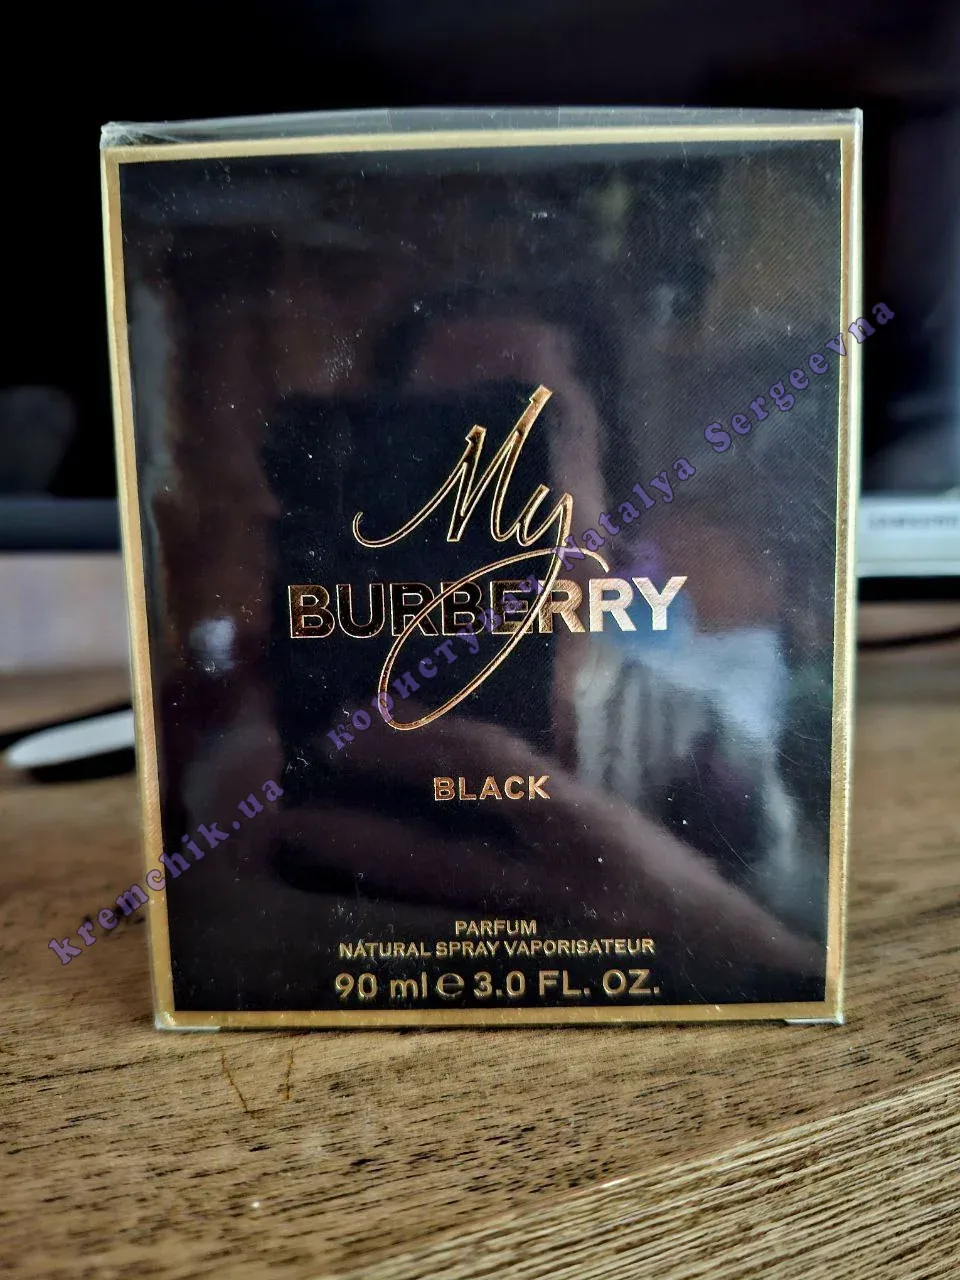 My
BURBERRY
BLACK
PARFUM
NATURAL SPRAY VAPORISATEUR
90 ml e 3.0 FL. OZ.
kremchik.ua - користувач Natalya Sergeevna